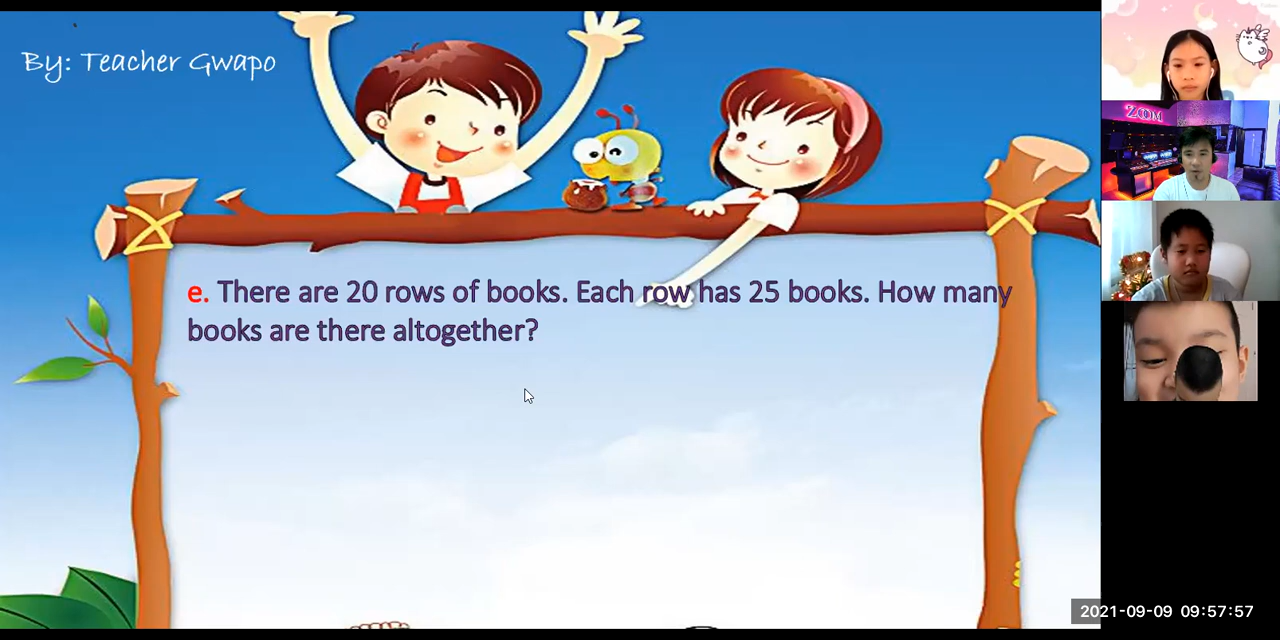 By: Teacher Gwapo
ZOOM
e. There are 20 rows of books. Each row has 25 books. How many
books are there altogether?
2021-09-09 09:57:57